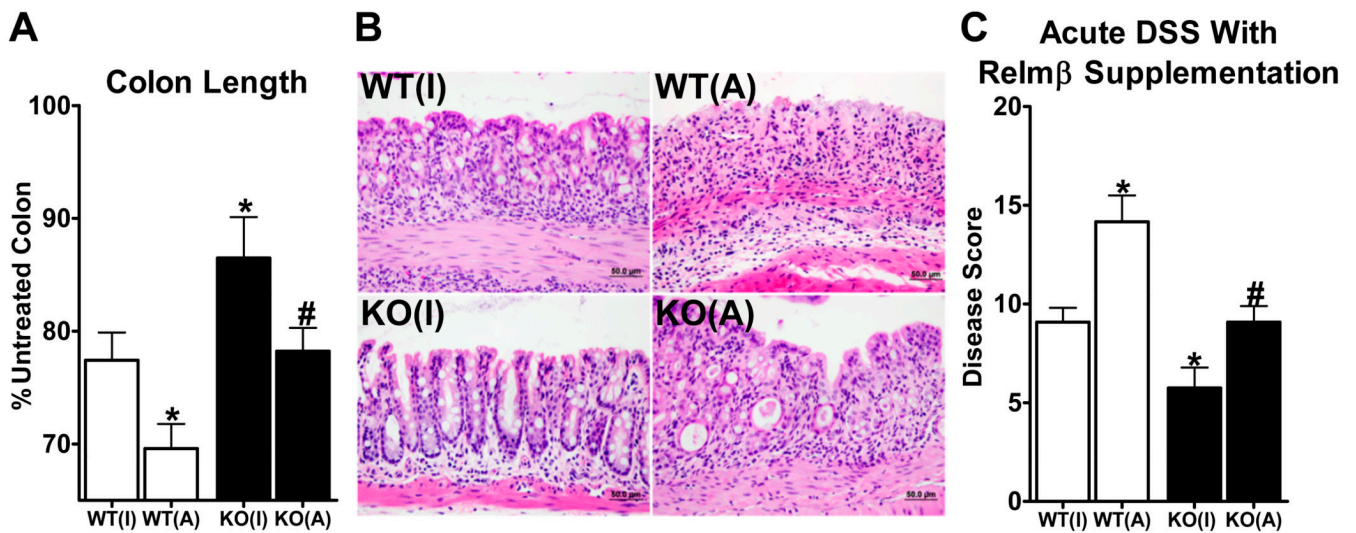 A
Colon Length
% Untreated Colon
100
90
80
70
*
*
#
WT(I) WT(A) KO(I) KO(A)
B
WT(I)
50.0 µm
WT(A)
50.0 µm
KO(I)
50.0 µm
KO(A)
50.0 µm
C
Acute DSS With
Relmβ Supplementation
Disease Score
20
15
10
5
0
*
*
#
WT(I) WT(A) KO(I) KO(A)